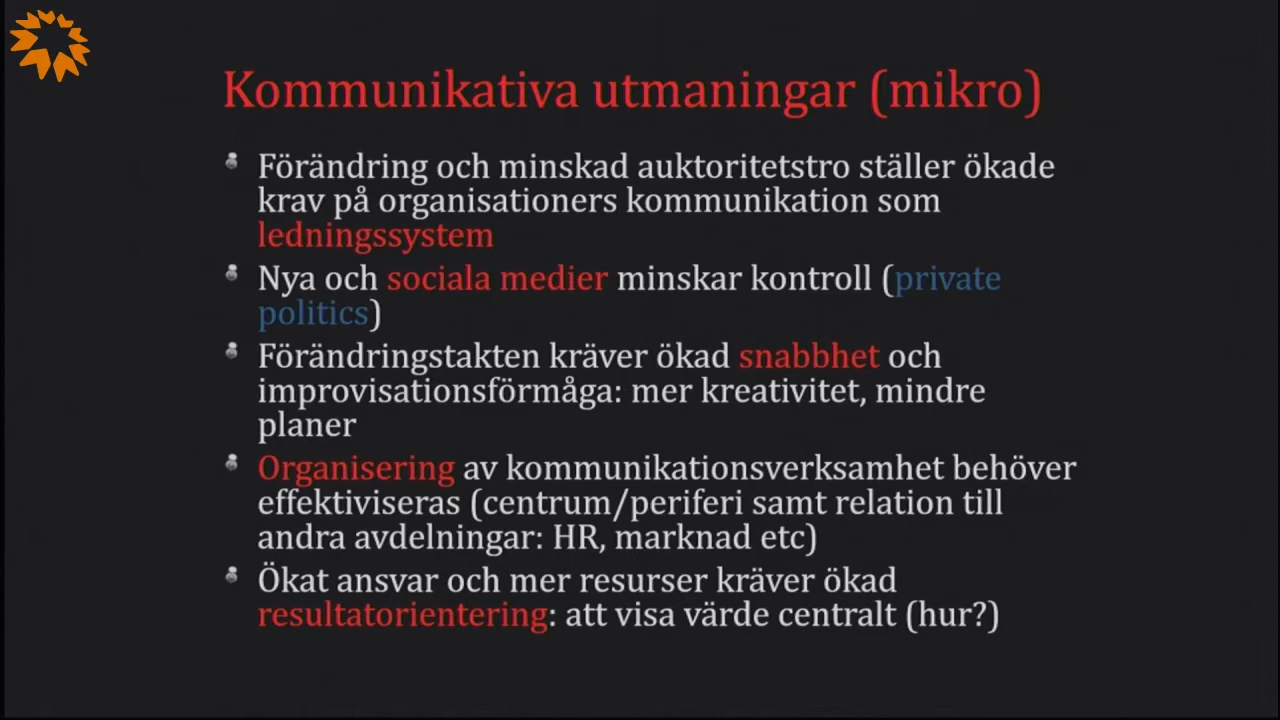 Kommunikativa utmaningar (mikro)
Förändring och minskad auktoritetstro ställer ökade
krav på organisationers kommunikation som
ledningssystem
Nya och sociala medier minskar kontroll (private
politics)
Förändringstakten kräver ökad snabbhet och
improvisationsförmåga: mer kreativitet, mindre
planer
Organisering av kommunikationsverksamhet behöver
effektiviseras (centrum/periferi samt relation till
andra avdelningar: HR, marknad etc)
Ökat ansvar och mer resurser kräver ökad
resultatorientering: att visa värde centralt (hur?)